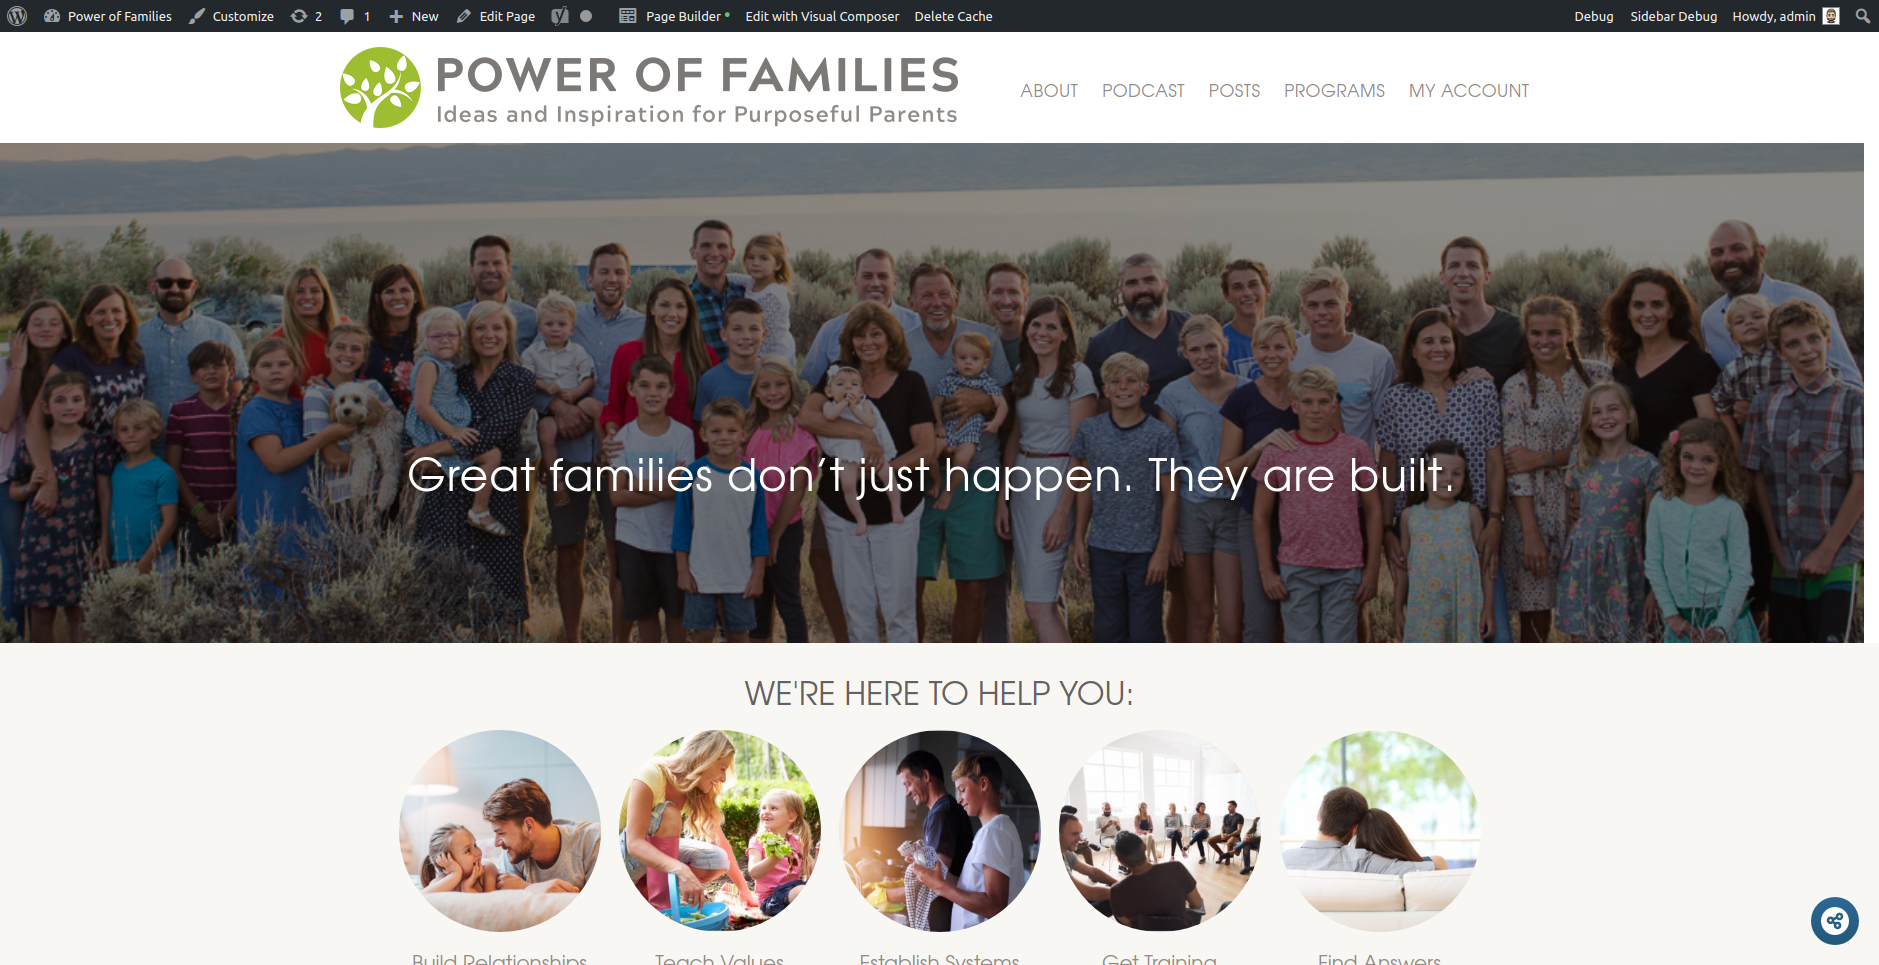 Power of Families Customize 2 1 New Edit Page Page Builder Edit with Visual Composer Delete Cache Debug Sidebar Debug Howdy, admin
POWER OF FAMILIES
Ideas and Inspiration for Purposeful Parents
ABOUT PODCAST POSTS PROGRAMS MY ACCOUNT
Great families don’t just happen. They are built.
WE'RE HERE TO HELP YOU:
Build Relationships Teach Values Establish Systems Get Training Find Answers